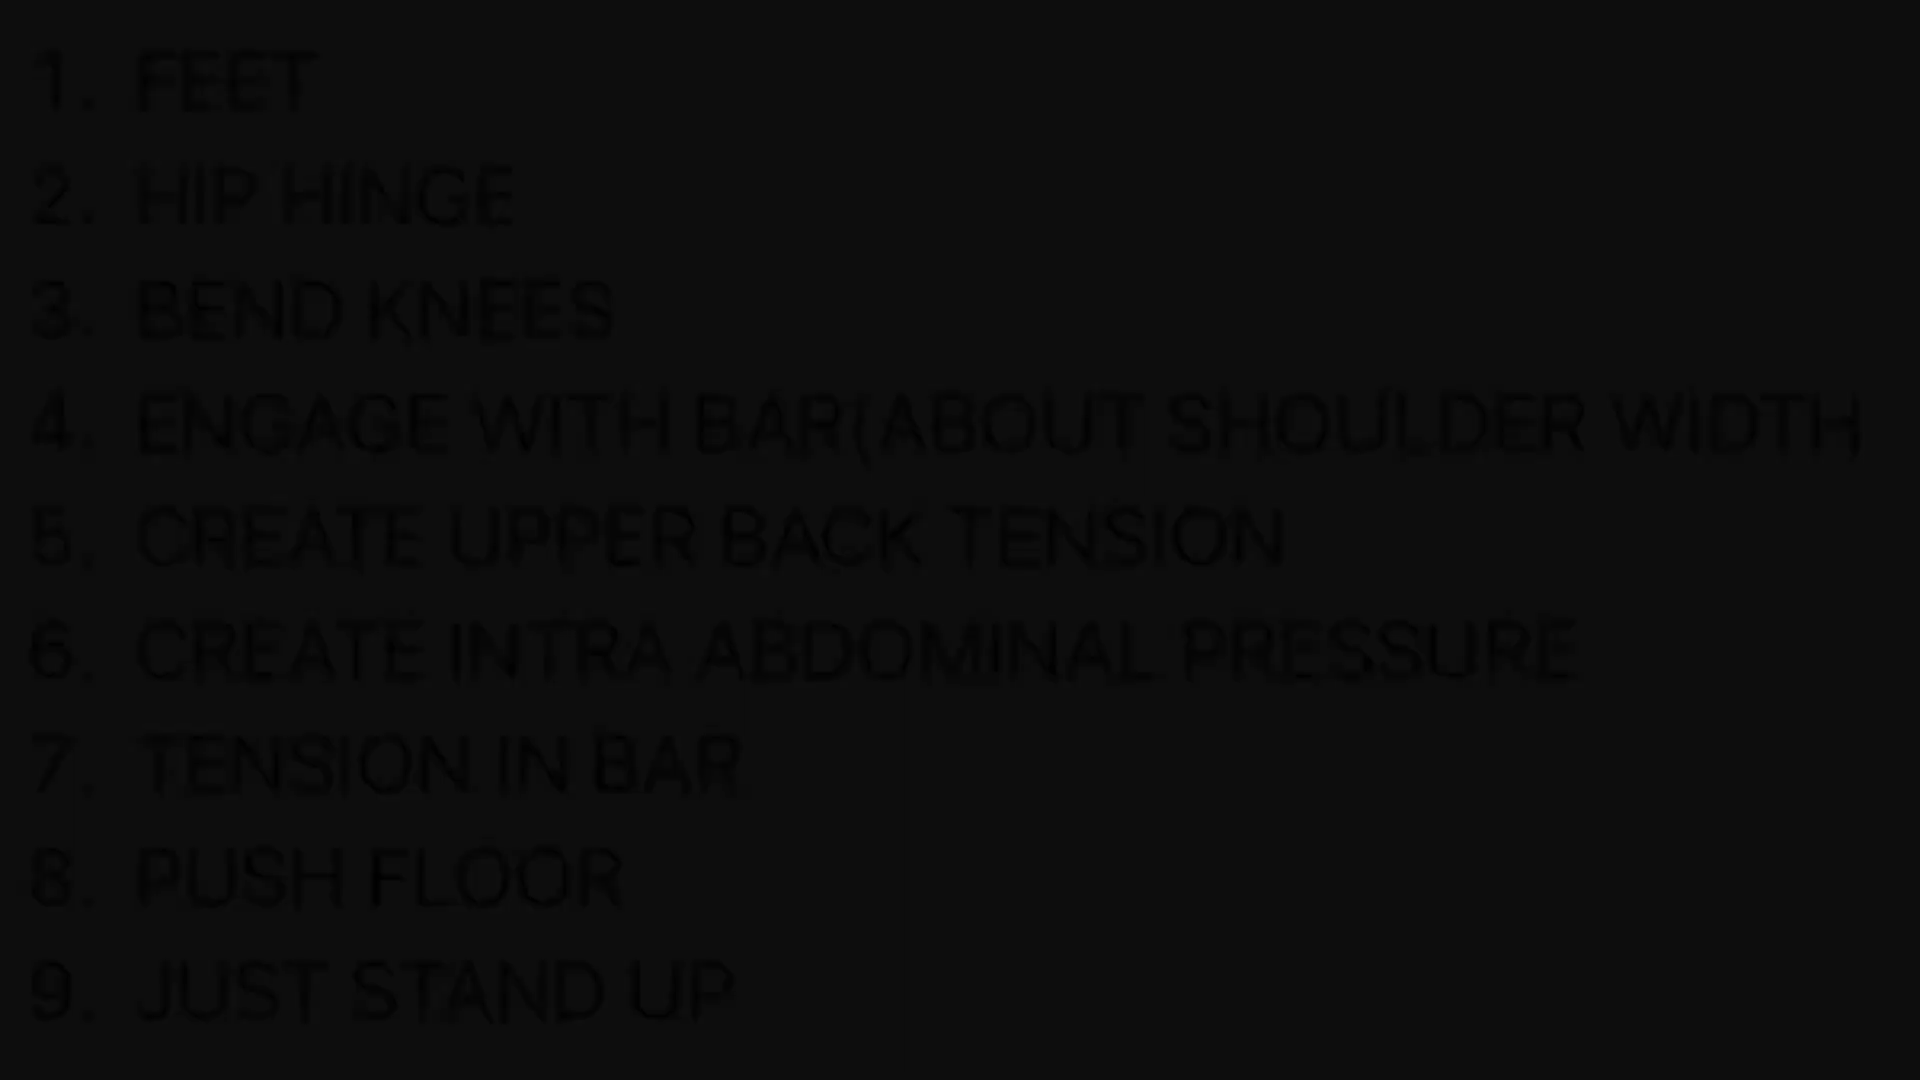 1. FEET
2. HIP HINGE
3. BEND KNEES
4. ENGAGE WITH BAR(ABOUT SHOULDER WIDTH
5. CREATE UPPER BACK TENSION
6. CREATE INTRA ABDOMINAL PRESSURE
7. TENSION IN BAR
8. PUSH FLOOR
9. JUST STAND UP